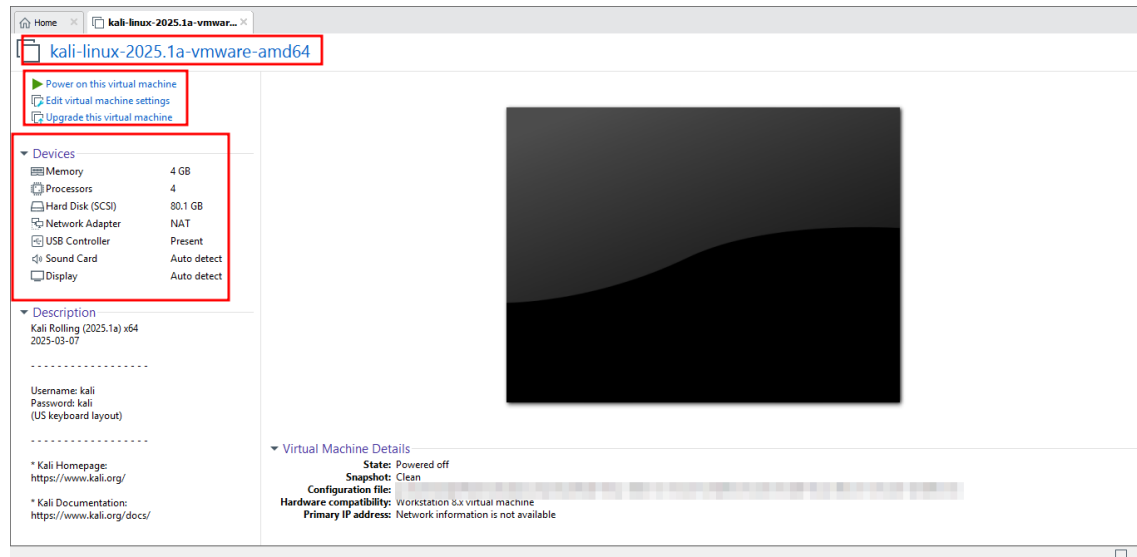 Home
kali-linux-2025.1a-vmwar...
kali-linux-2025.1a-vmware-amd64
Power on this virtual machine
Edit virtual machine settings
Upgrade this virtual machine
Devices
Memory 4 GB
Processors 4
Hard Disk (SCSI) 80.1 GB
Network Adapter NAT
USB Controller Present
Sound Card Auto detect
Display Auto detect
Description
Kali Rolling (2025.1a) x64
2025-03-07
- - - - - - - - - - - - - - - - - -
Username: kali
Password: kali
(US keyboard layout)
- - - - - - - - - - - - - - - - - -
* Kali Homepage:
https://www.kali.org/
* Kali Documentation:
https://www.kali.org/docs/
Virtual Machine Details
State: Powered off
Snapshot: Clean
Configuration file:
Hardware compatibility: Workstation 8.x virtual machine
Primary IP address: Network information is not available